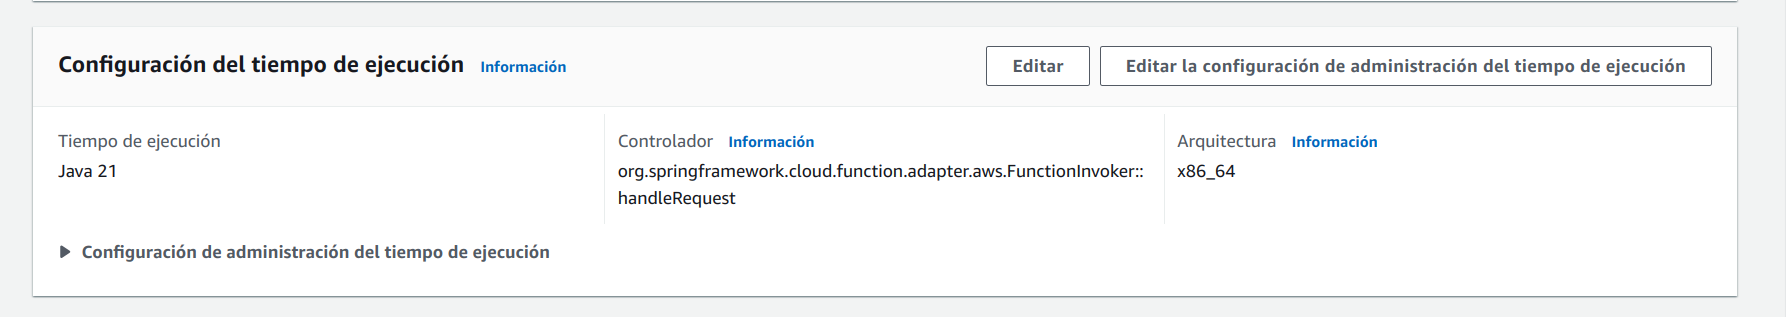 Configuración del tiempo de ejecución Información
Editar
Editar la configuración de administración del tiempo de ejecución
Tiempo de ejecución
Java 21
Controlador Información
org.springframework.cloud.function.adapter.aws.FunctionInvoker::
handleRequest
Arquitectura Información
x86_64
Configuración de administración del tiempo de ejecución